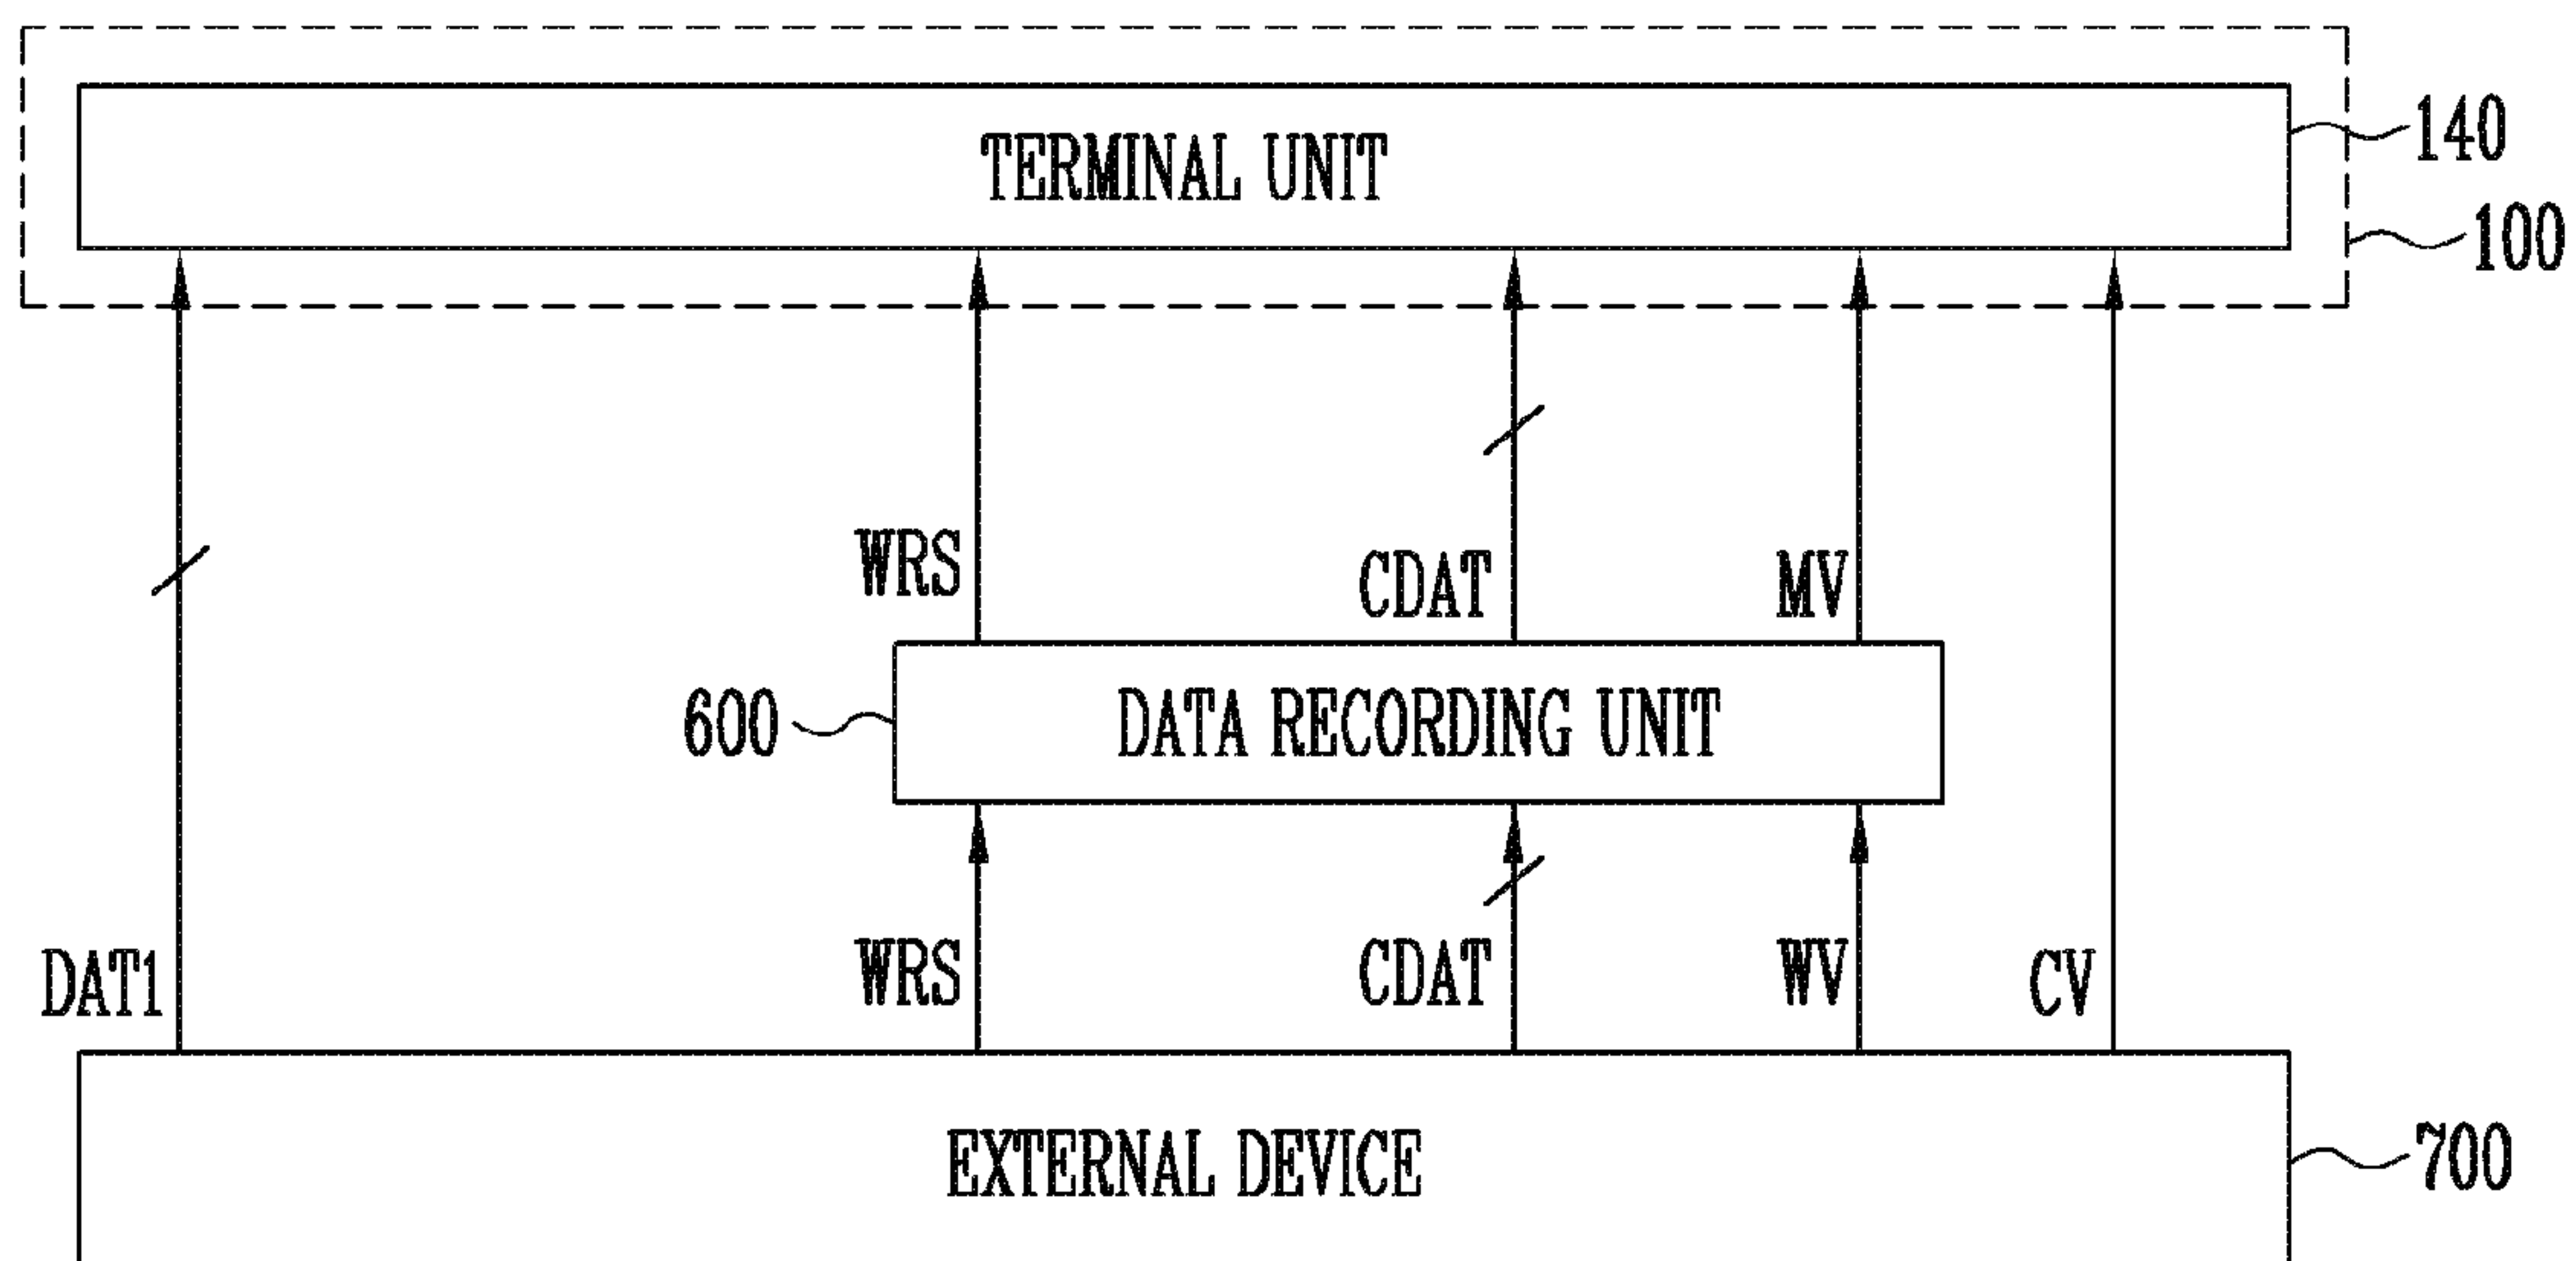 TERMINAL UNIT
140
100
WRS
CDAT
MV
600
DATA RECORDING UNIT
DAT1
WRS
CDAT
WV
CV
EXTERNAL DEVICE
700